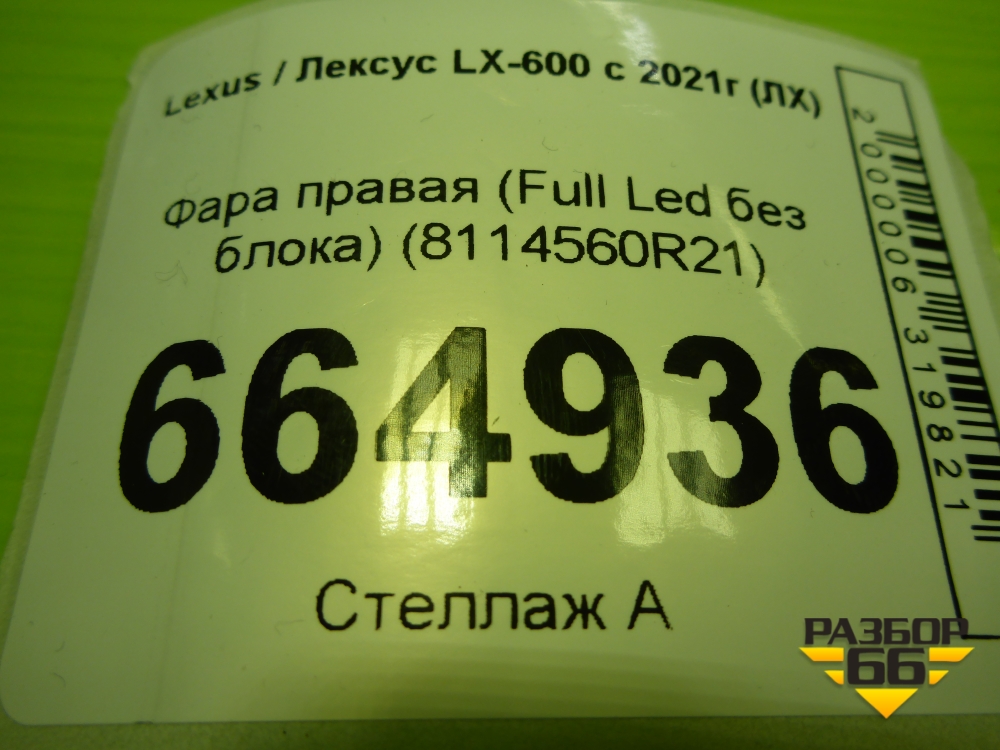 Lexus / Лексус LX-600 с 2021г (ЛХ)
Фара правая (Full Led без
блока) (8114560R21)
664936
Стеллаж А
2000006319821
РАЗБОР
66